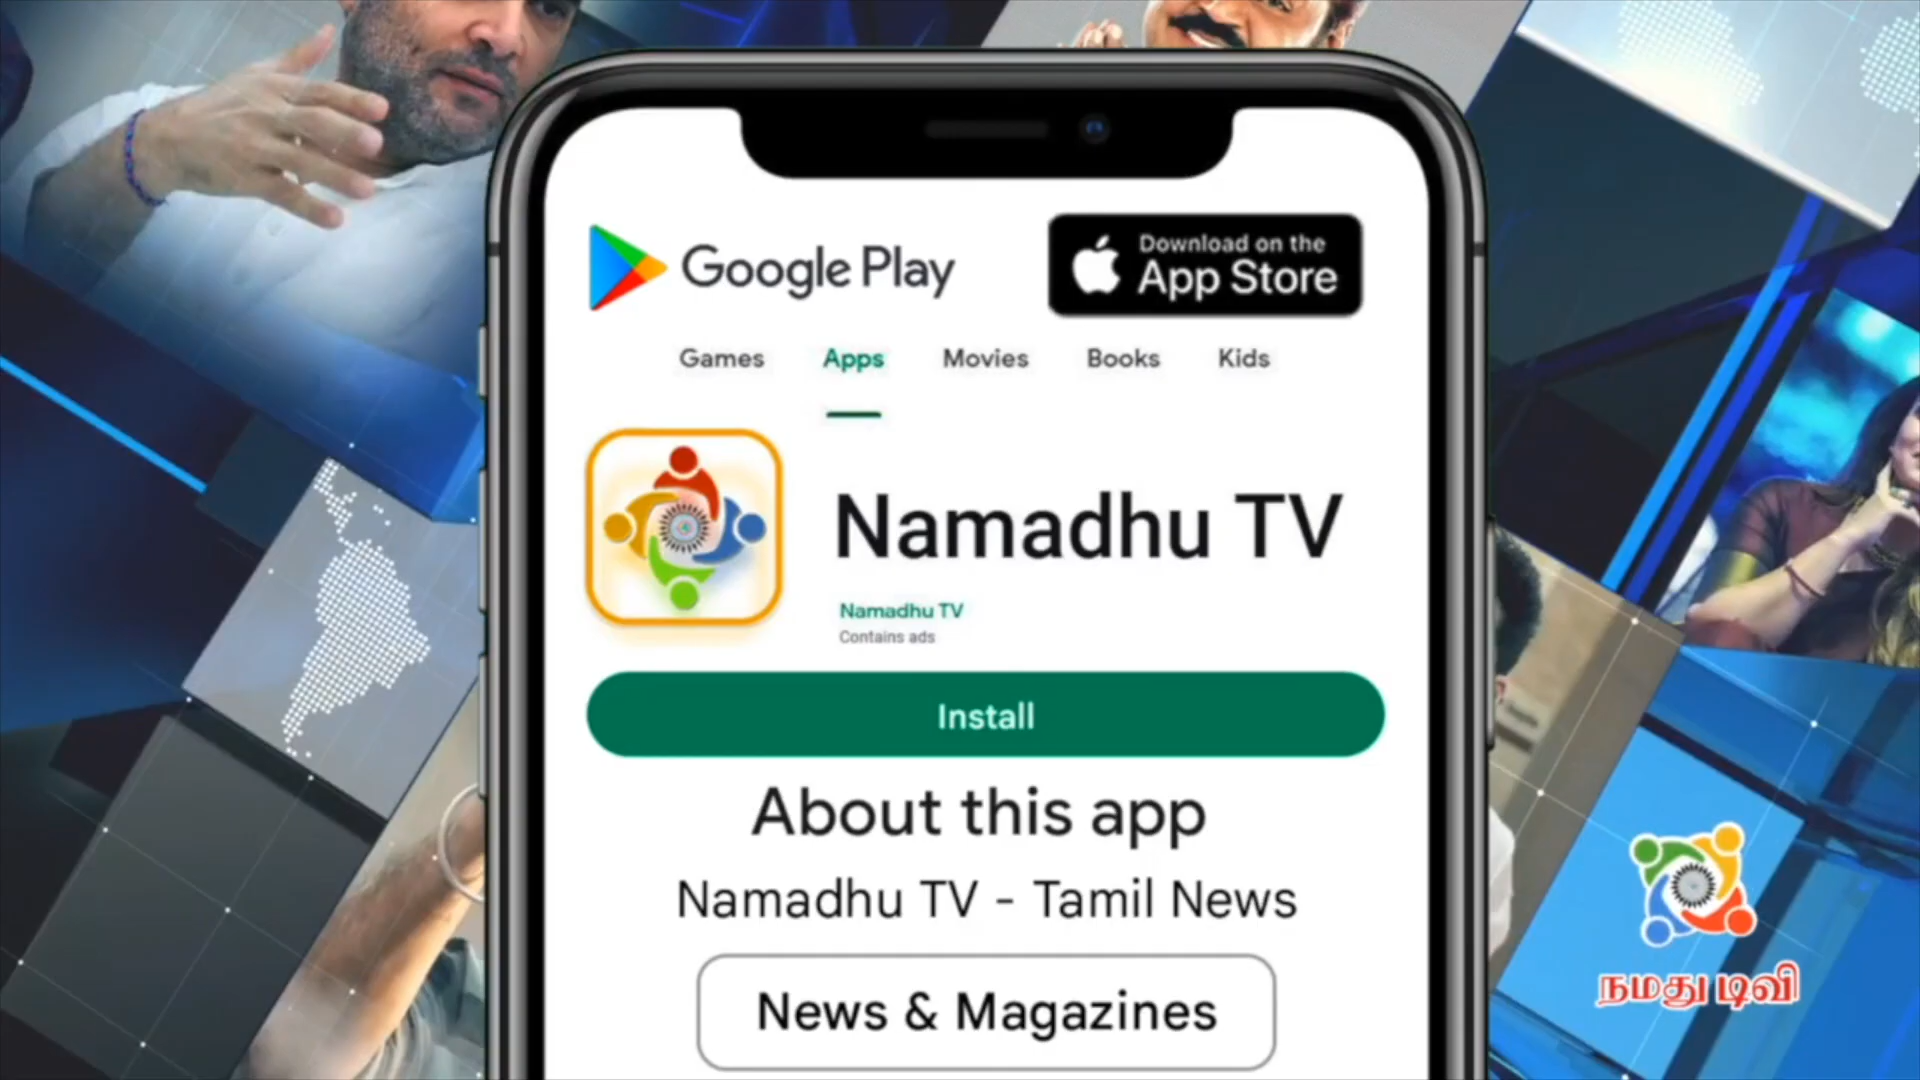 Google Play
Download on the
App Store
Games Apps Movies Books Kids
Namadhu TV
Namadhu TV
Contains ads
Install
About this app
Namadhu TV - Tamil News
News & Magazines
நமது டிவி